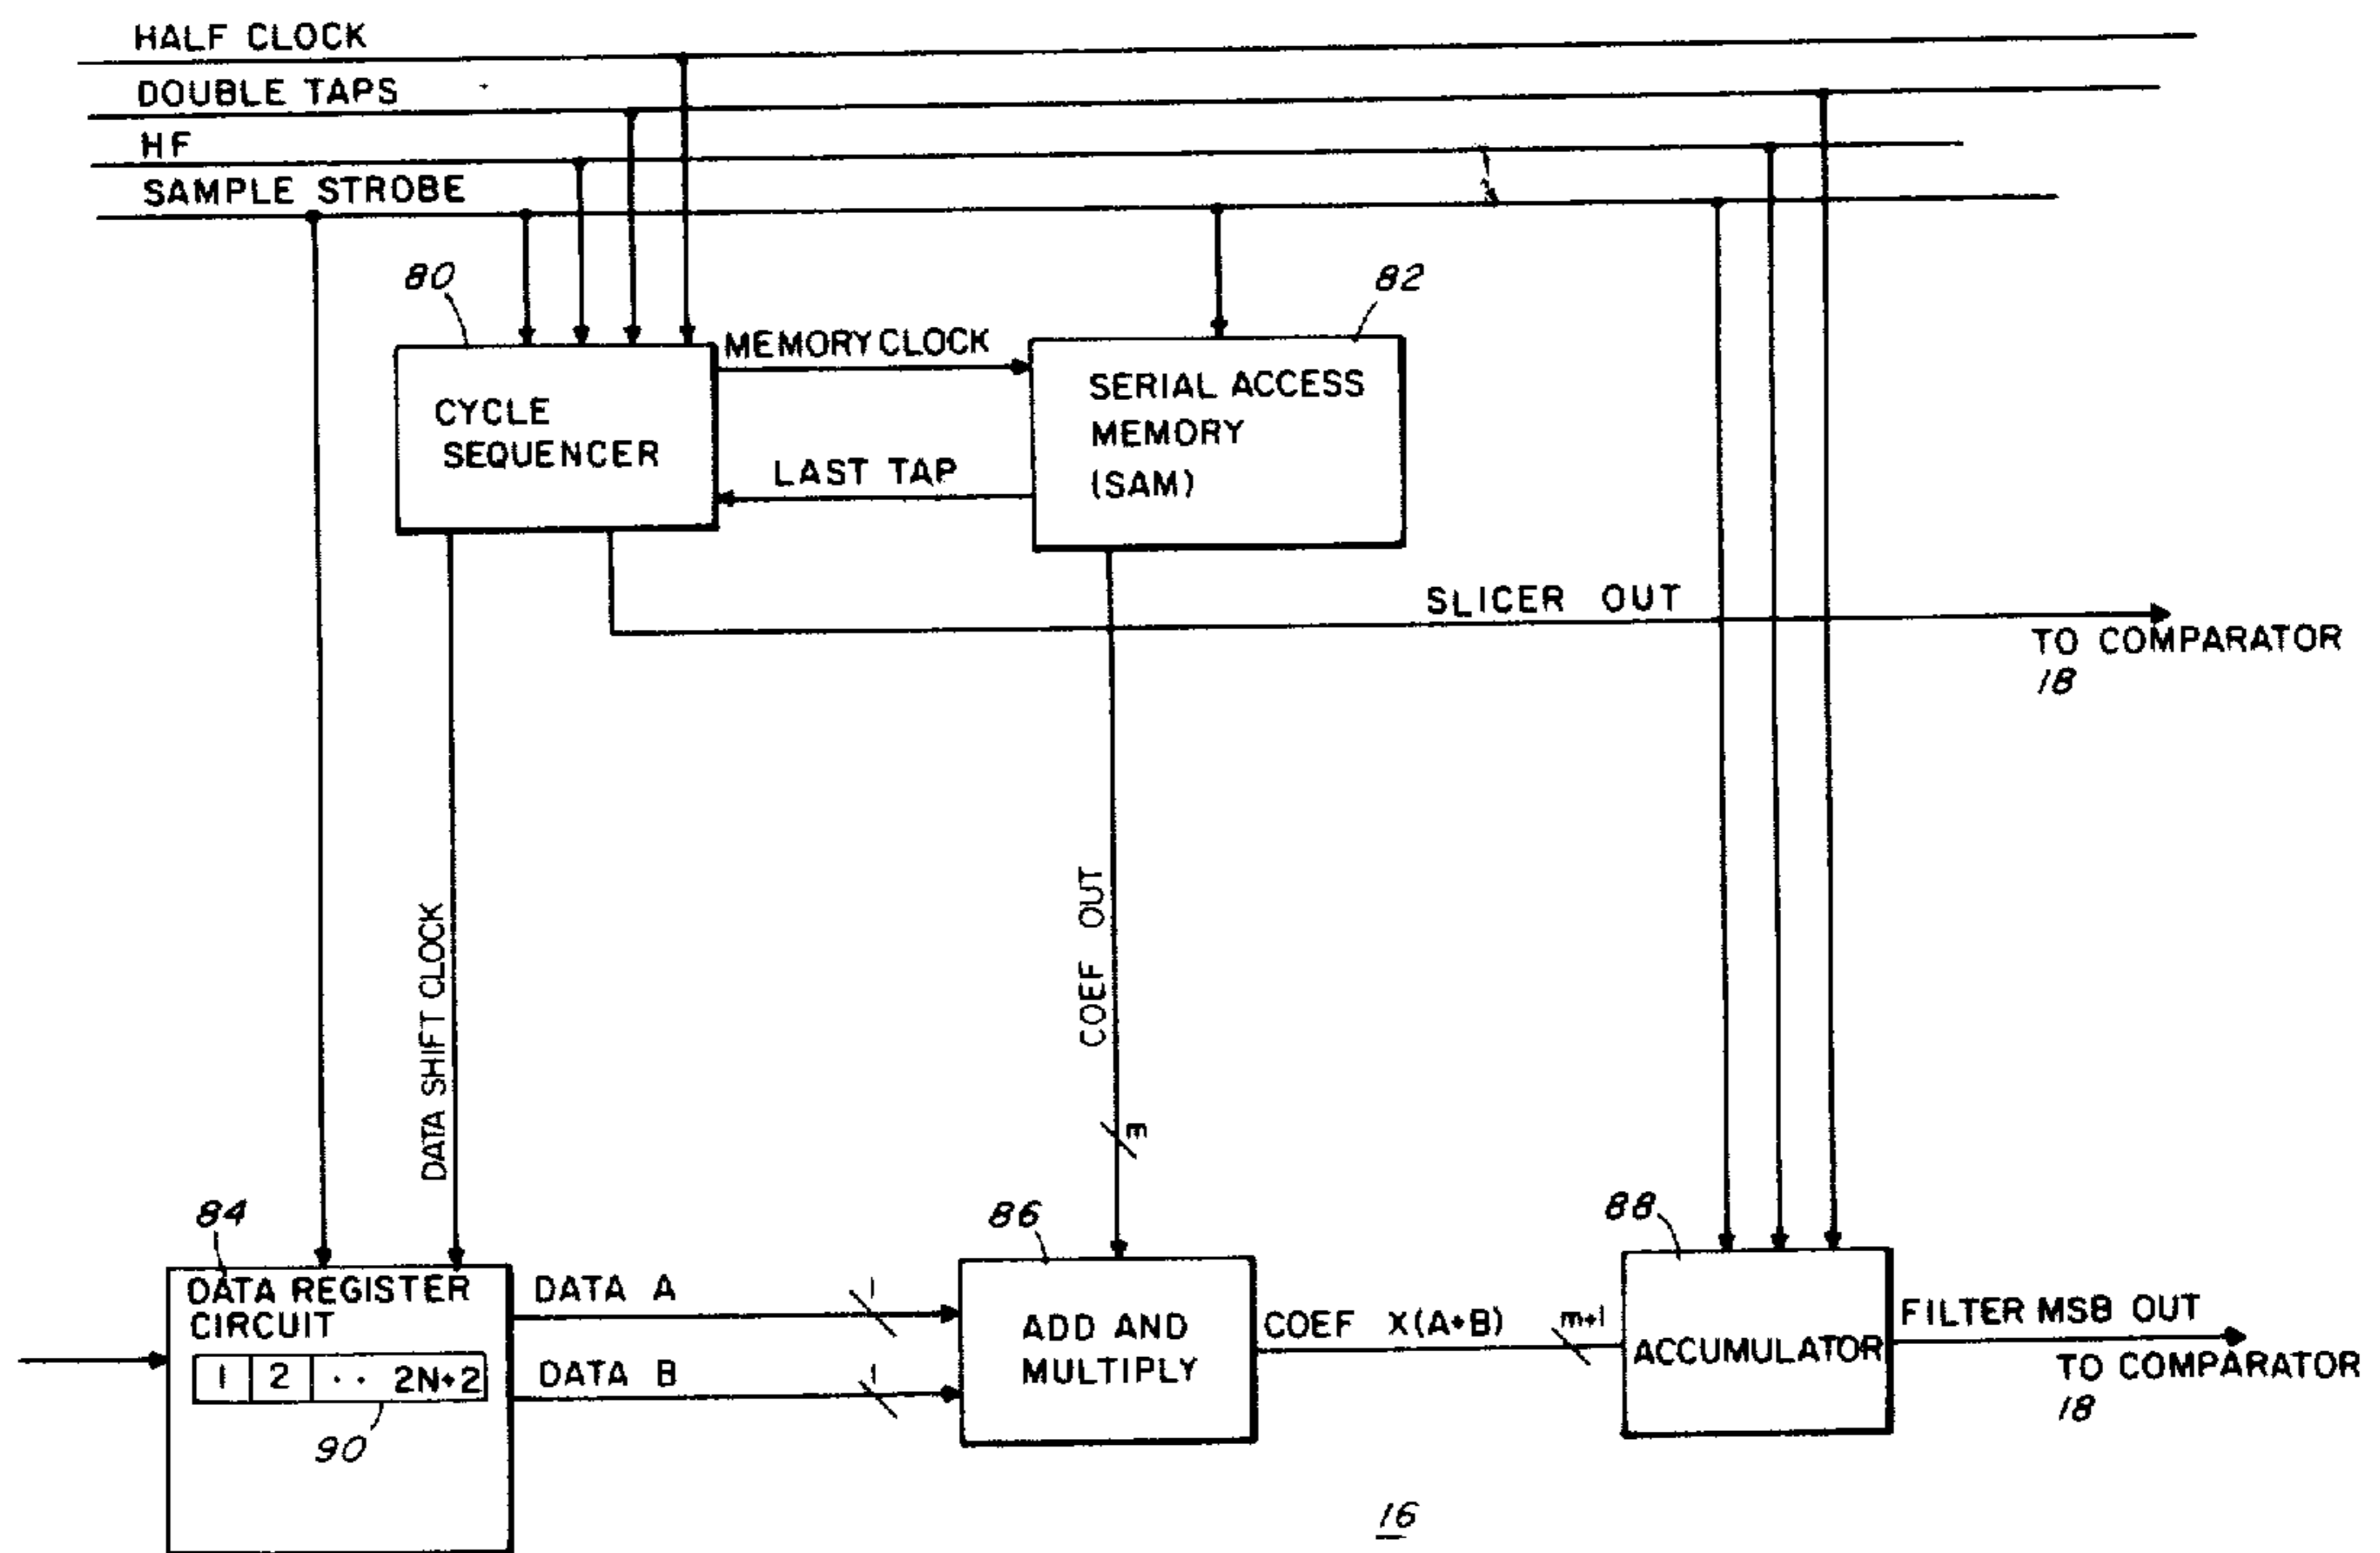 HALF CLOCK
DOUBLE TAPS
HF
SAMPLE STROBE
80
82
MEMORY CLOCK
CYCLE
SEQUENCER
SERIAL ACCESS
MEMORY
(SAM)
LAST TAP
SLICER OUT
TO COMPARATOR
18
DATA SHIFT CLOCK
COEF OUT
m
84
86
88
DATA REGISTER
CIRCUIT
1 2 .. 2N+2
90
DATA A
1
DATA B
1
ADD AND
MULTIPLY
COEF X(A+B)
m+1
ACCUMULATOR
FILTER MSB OUT
TO COMPARATOR
18
16